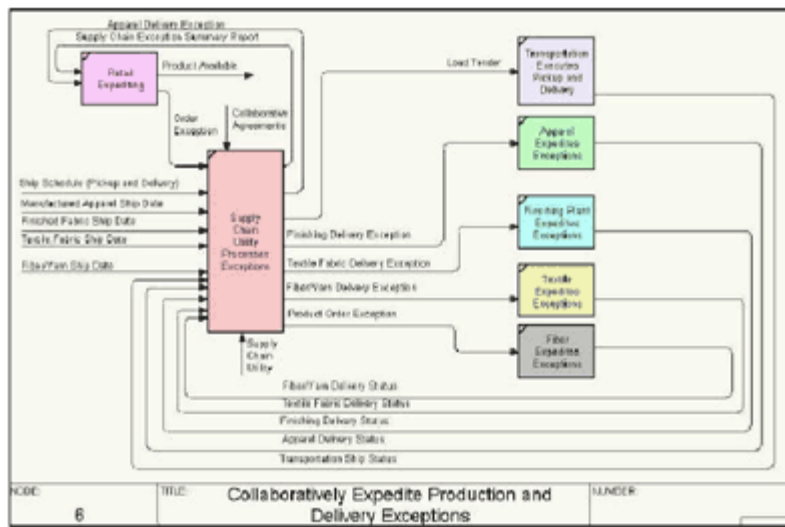 Apparel Delivery Exception
Supply Chain Exception Summary Report
Retail
Expediting
Product Available
Order
Exception
Collaborative
Agreements
Load Tender
Transportation
Executes
Pickup and
Delivery
Apparel
Expedites
Exceptions
Ship Schedule (Pickup and Delivery)
Manufactured Apparel Ship Date
Finished Fabric Ship Date
Textile Fabric Ship Date
Fiber/Yarn Ship Date
Supply
Chain
Utility
Processes
Exceptions
Finishing Delivery Exception
Textile Fabric Delivery Exception
Fiber/Yarn Delivery Exception
Product Order Exception
Finishing Plant
Expedites
Exceptions
Textile
Expedites
Exceptions
Fiber
Expedites
Exceptions
Supply
Chain
Utility
Fiber/Yarn Delivery Status
Textile Fabric Delivery Status
Finishing Delivery Status
Apparel Delivery Status
Transportation Ship Status
NODE:
6
TITLE:
Collaboratively Expedite Production and
Delivery Exceptions
NUMBER: